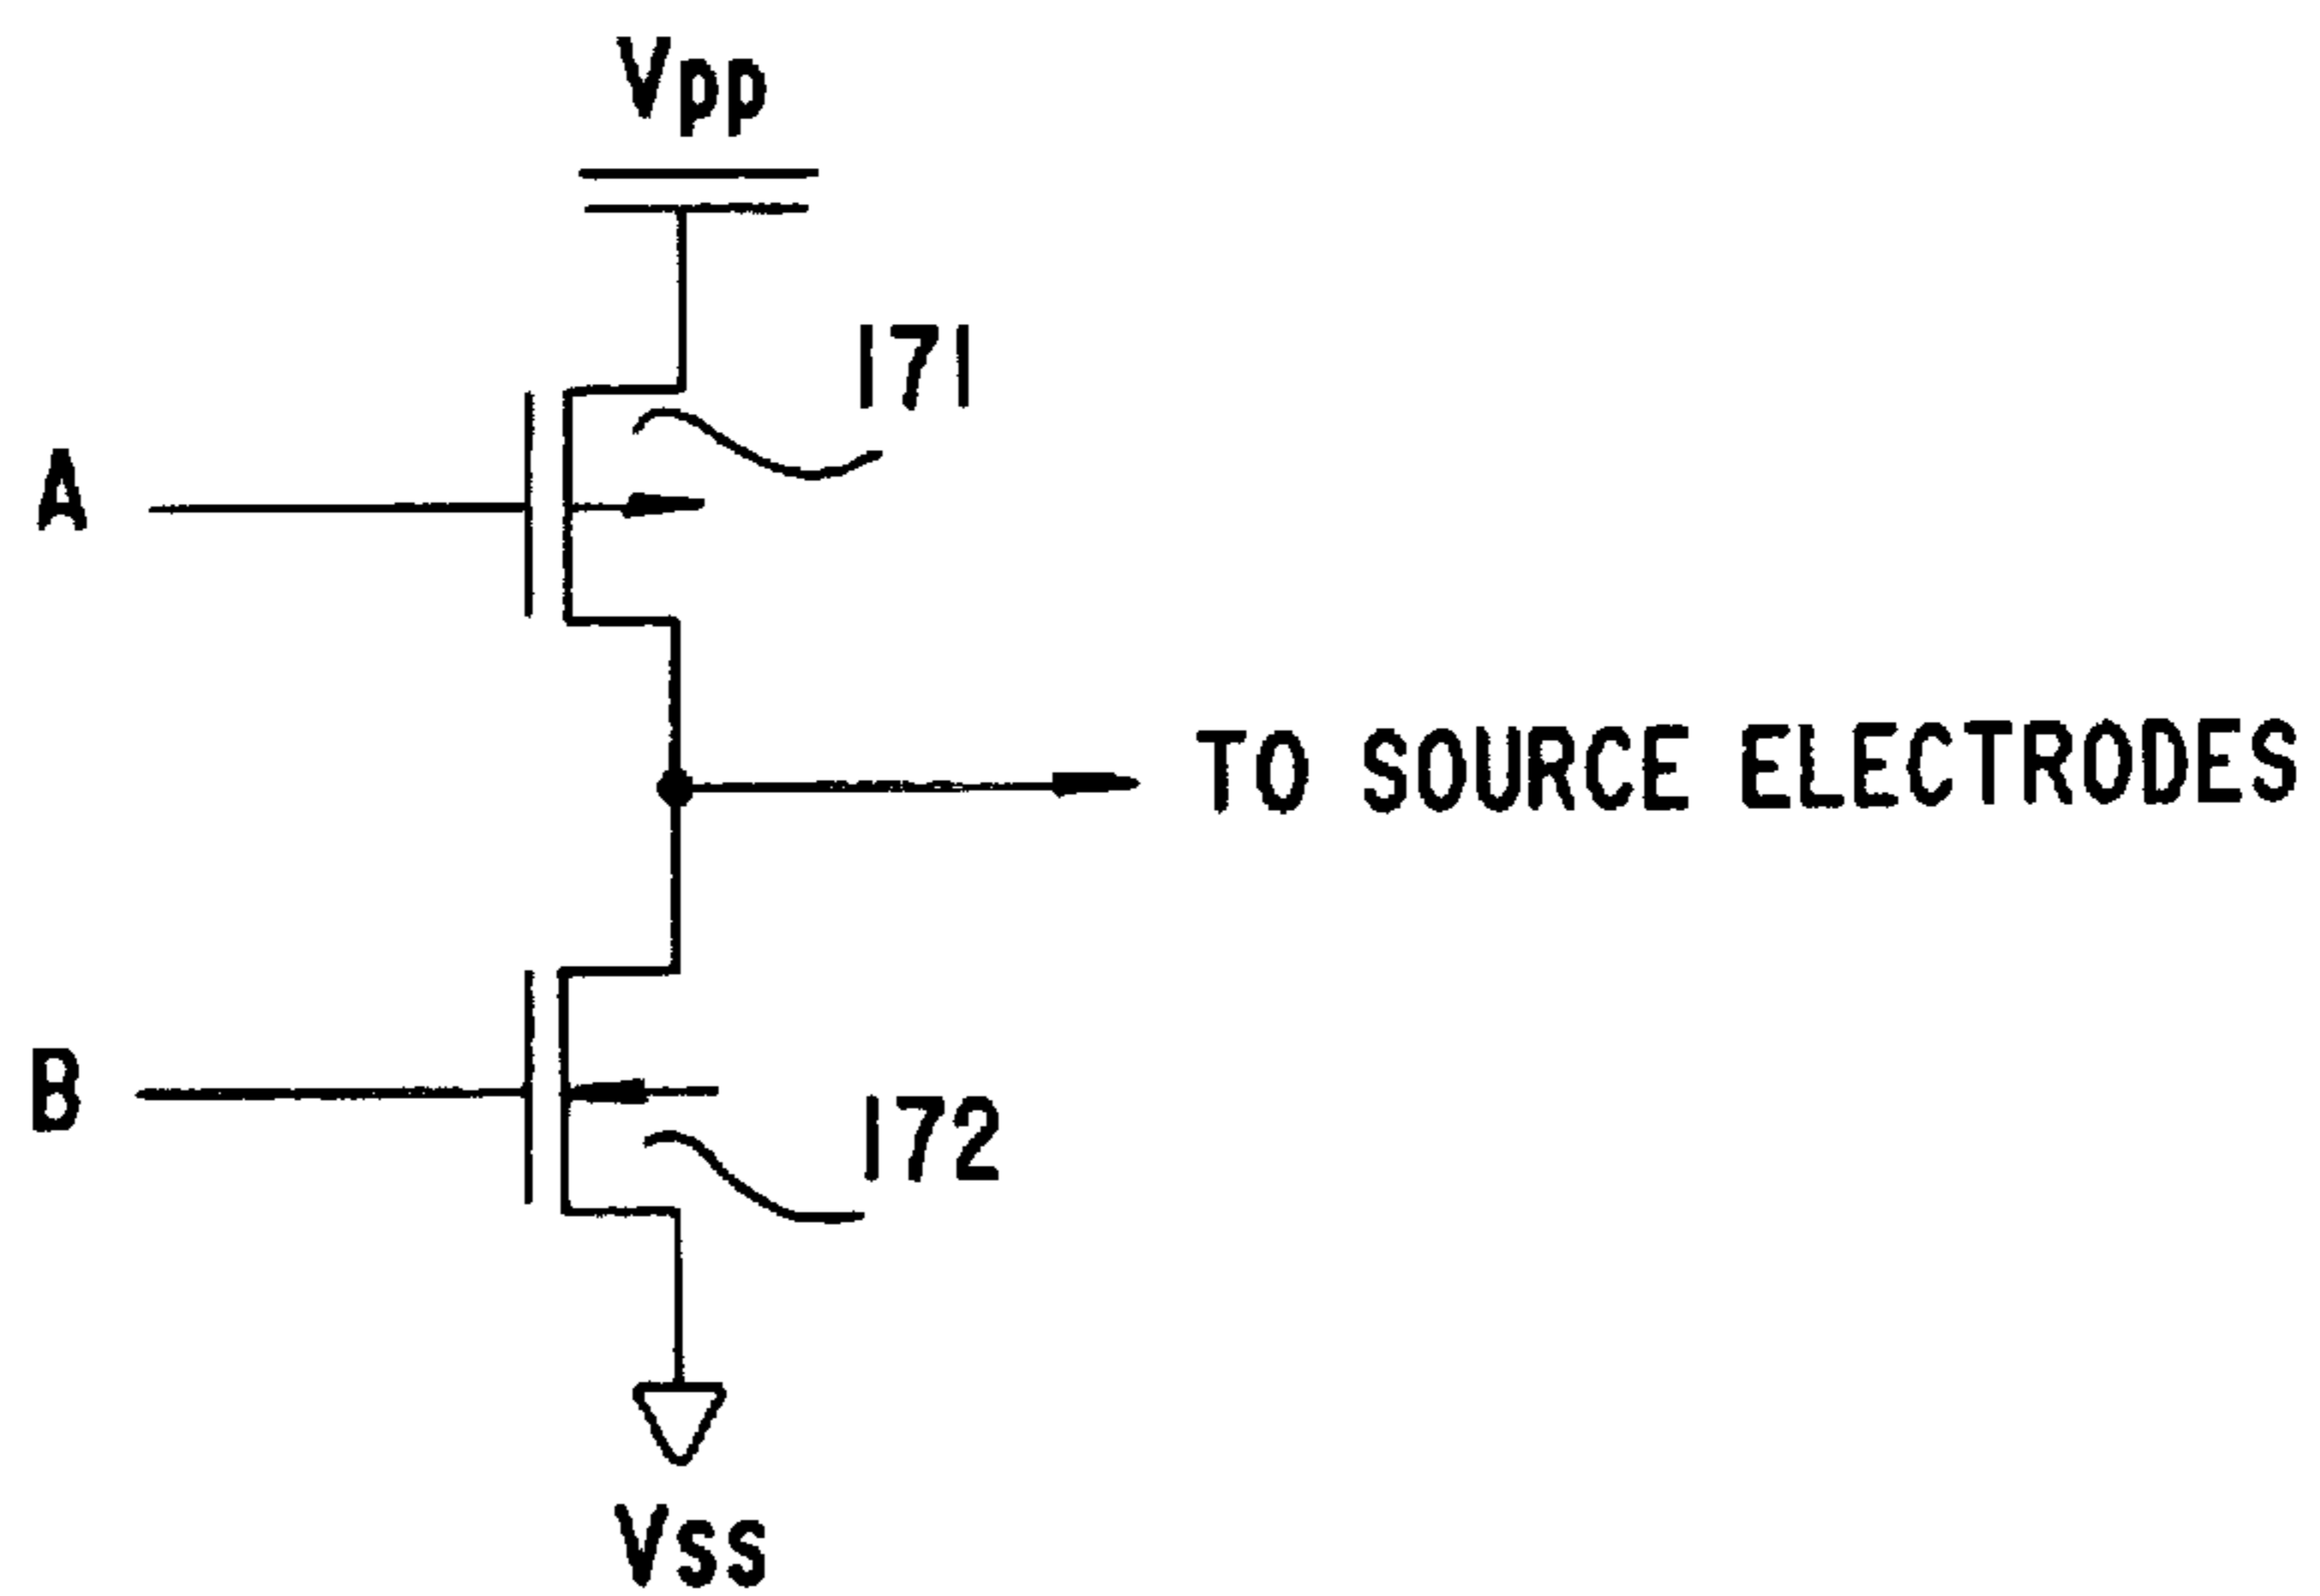 Vpp
171
A
TO SOURCE ELECTRODES
B
172
Vss